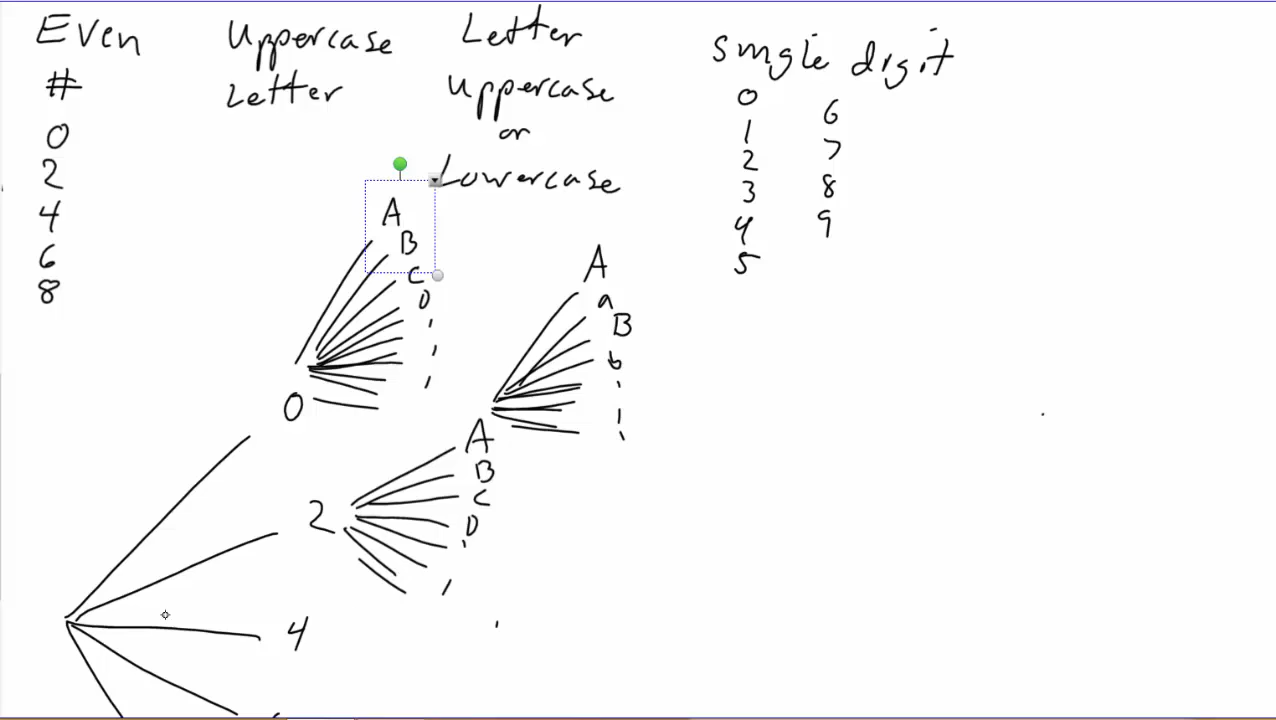 Even
#
0
2
4
6
8
Uppercase
Letter
Letter
Uppercase
or
Lowercase
single digit
0 6
1 7
2 8
3 9
4
5
A
B
C
D
0
A
a
B
b
A
B
C
D
2
4